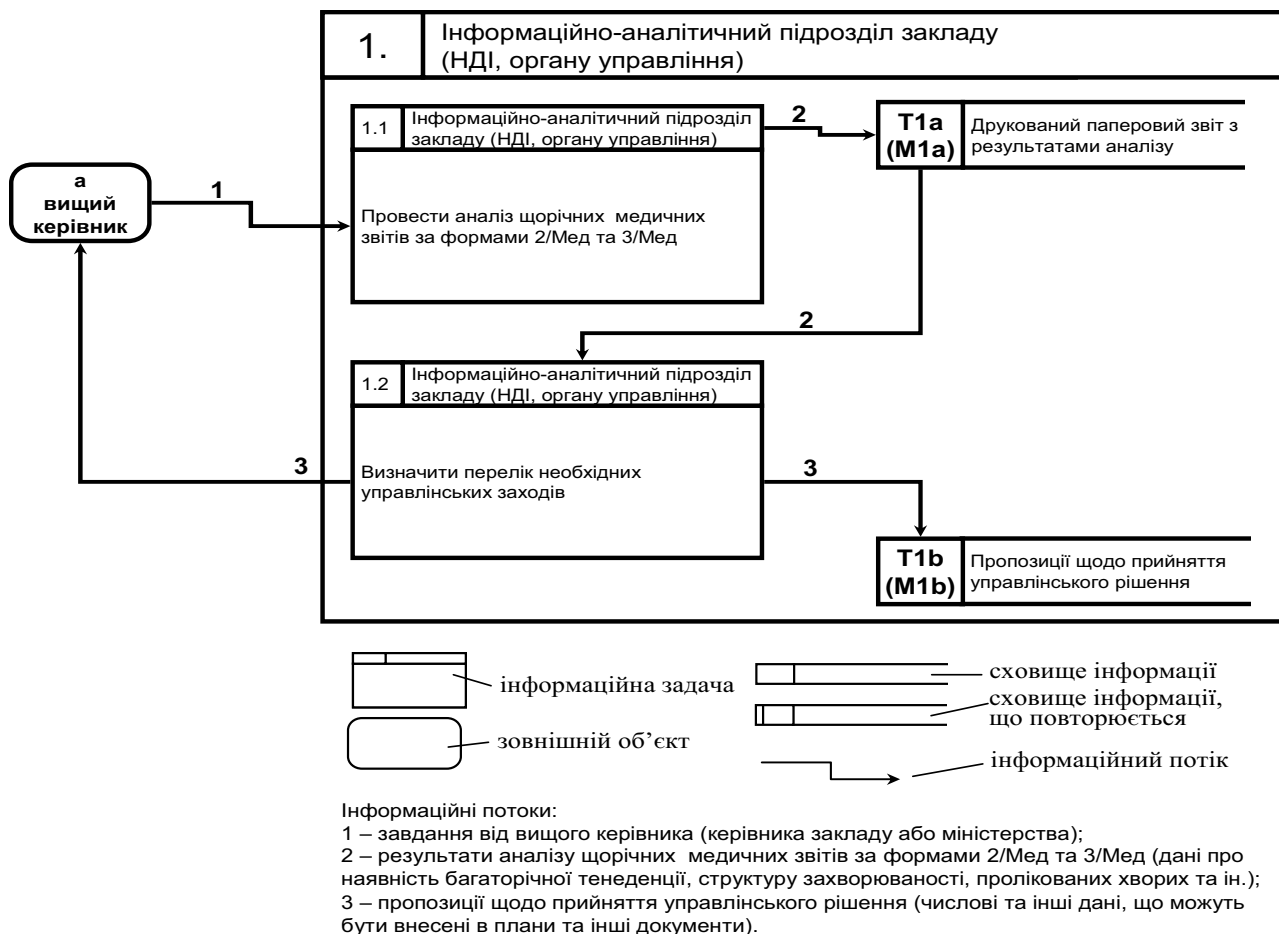 1.
Інформаційно-аналітичний підрозділ закладу
(НДІ, органу управління)
1.1
Інформаційно-аналітичний підрозділ
закладу (НДІ, органу управління)
2
Т1а
(М1а)
Друкований паперовий звіт з
результатами аналізу
а
вищий
керівник
1
Провести аналіз щорічних медичних
звітів за формами 2/Мед та 3/Мед
2
1.2
Інформаційно-аналітичний підрозділ
закладу (НДІ, органу управління)
3
Визначити перелік необхідних
управлінських заходів
3
Т1b
(М1b)
Пропозиції щодо прийняття
управлінського рішення
інформаційна задача
зовнішній об’єкт
сховище інформації
сховище інформації,
що повторюється
інформаційний потік
Інформаційні потоки:
1 – завдання від вищого керівника (керівника закладу або міністерства);
2 – результати аналізу щорічних медичних звітів за формами 2/Мед та 3/Мед (дані про
наявність багаторічної тенеденції, структуру захворюваності, пролікованих хворих та ін.);
3 – пропозиції щодо прийняття управлінського рішення (числові та інші дані, що можуть
бути внесені в плани та інші документи).